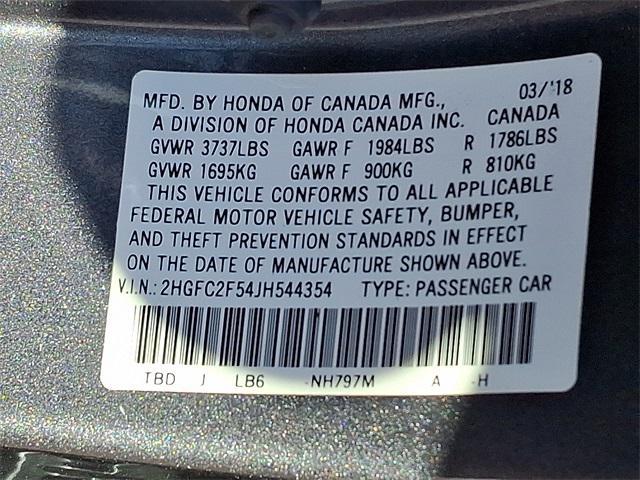 MFD. BY HONDA OF CANADA MFG., 03/'18
A DIVISION OF HONDA CANADA INC. CANADA
GVWR 3737LBS GAWR F 1984LBS R 1786LBS
GVWR 1695KG GAWR F 900KG R 810KG
THIS VEHICLE CONFORMS TO ALL APPLICABLE
FEDERAL MOTOR VEHICLE SAFETY, BUMPER,
AND THEFT PREVENTION STANDARDS IN EFFECT
ON THE DATE OF MANUFACTURE SHOWN ABOVE.
V.I.N.: 2HGFC2F54JH544354 TYPE: PASSENGER CAR
TBD J LB6 -NH797M A -H